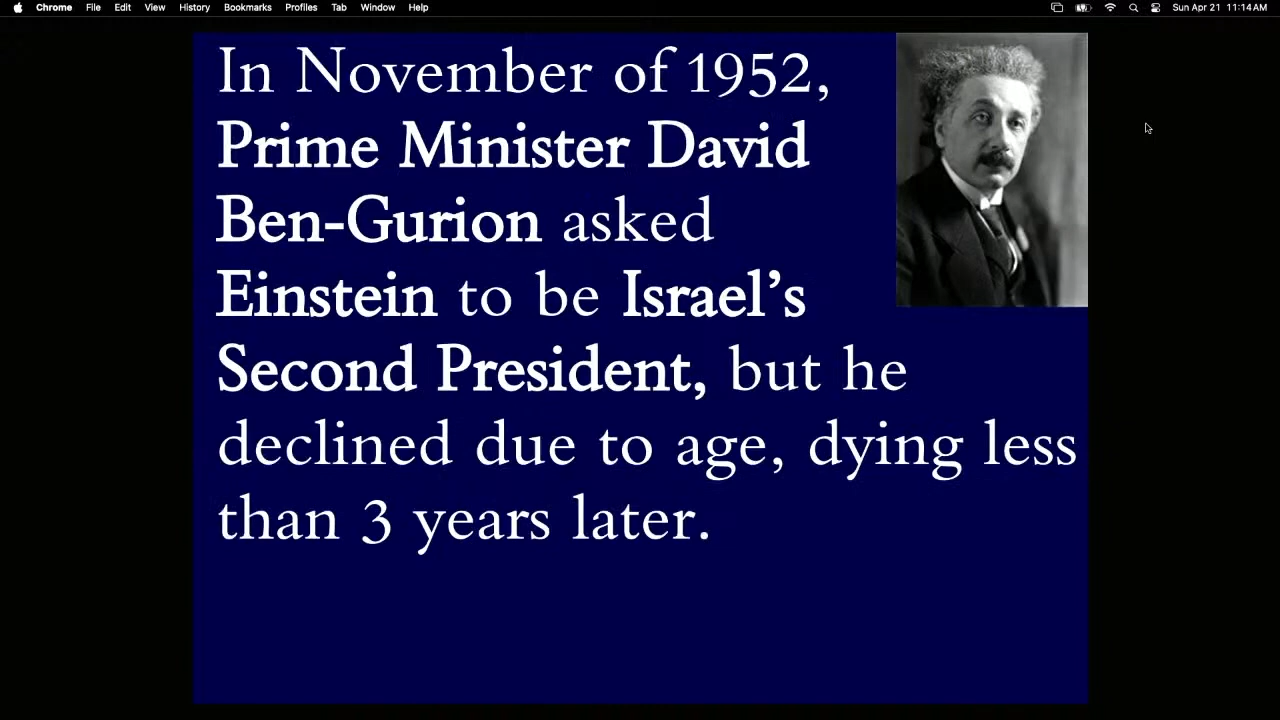 Chrome File Edit View History Bookmarks Profiles Tab Window Help Sun Apr 21 11:14 AM
In November of 1952,
Prime Minister David
Ben-Gurion asked
Einstein to be Israel’s
Second President, but he
declined due to age, dying less
than 3 years later.